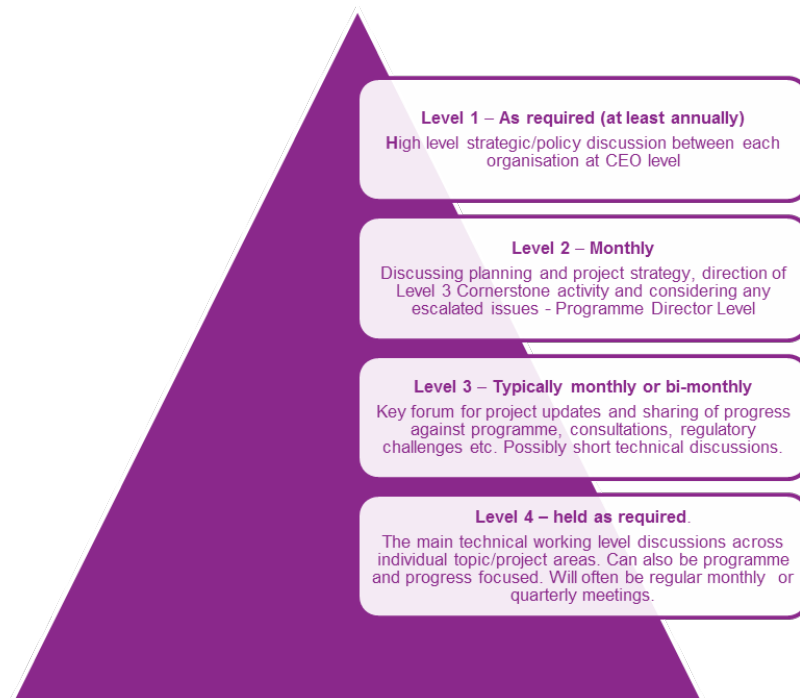 Level 1 – As required (at least annually)
High level strategic/policy discussion between each
organisation at CEO level
Level 2 – Monthly
Discussing planning and project strategy, direction of
Level 3 Cornerstone activity and considering any
escalated issues - Programme Director Level
Level 3 – Typically monthly or bi-monthly
Key forum for project updates and sharing of progress
against programme, consultations, regulatory
challenges etc. Possibly short technical discussions.
Level 4 – held as required.
The main technical working level discussions across
individual topic/project areas. Can also be programme
and progress focused. Will often be regular monthly or
quarterly meetings.